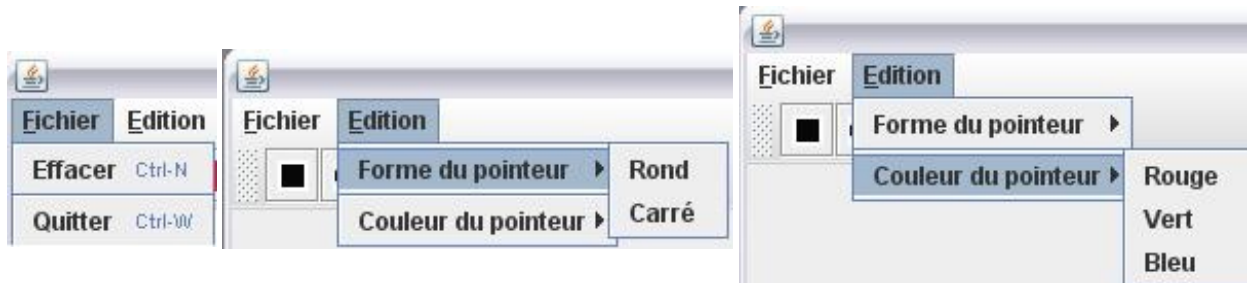 Fichier Edition
Effacer Ctrl-N
Quitter Ctrl-W
Fichier Edition
Forme du pointeur Rond
Couleur du pointeur Carré
Fichier Edition
Forme du pointeur
Couleur du pointeur Rouge
Vert
Bleu